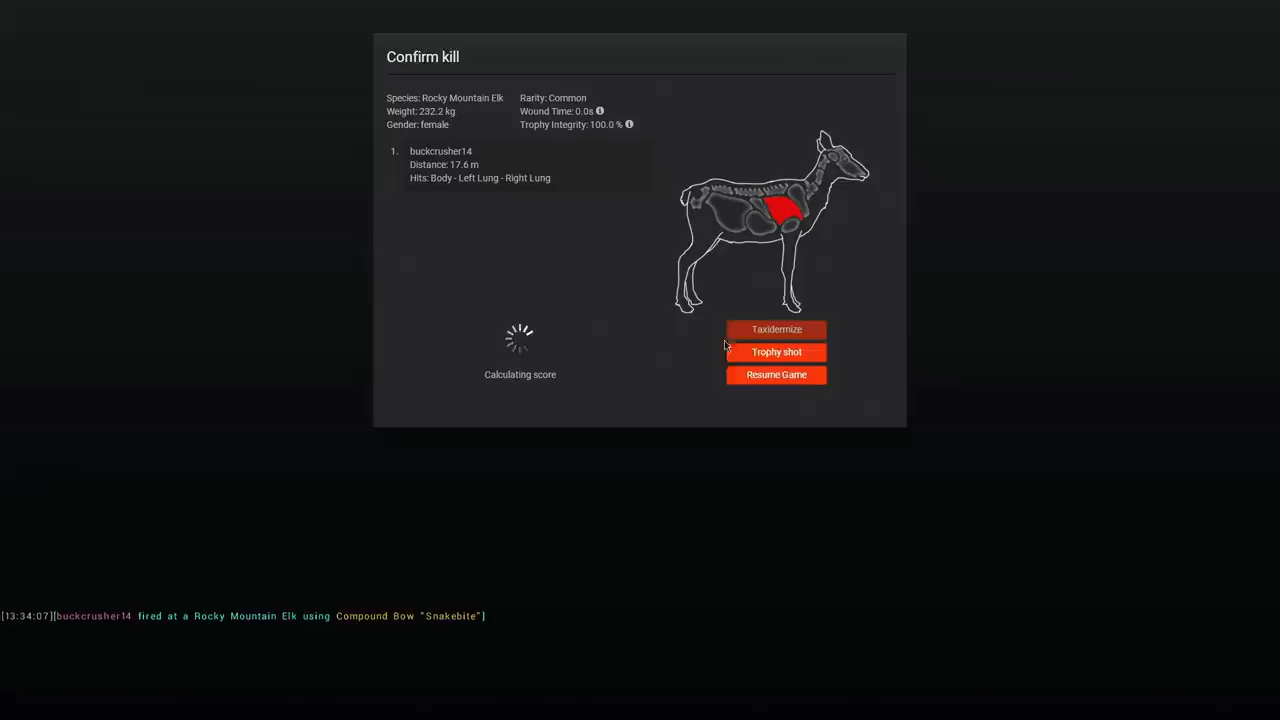 Confirm kill
Species: Rocky Mountain Elk
Weight: 232.2 kg
Gender: female
Rarity: Common
Wound Time: 0.0s
Trophy Integrity: 100.0 %
1. buckcrusher14
Distance: 17.6 m
Hits: Body - Left Lung - Right Lung
Calculating score
Taxidermize
Trophy shot
Resume Game
[13:34:07][buckcrusher14 fired at a Rocky Mountain Elk using Compound Bow "Snakebite"]